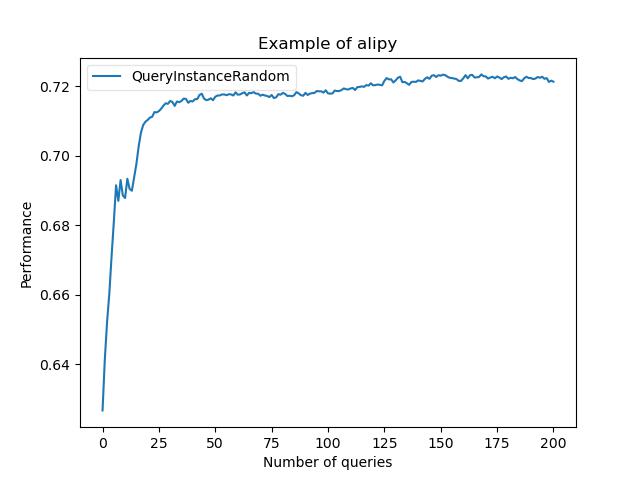 Example of alipy
QueryInstanceRandom
Performance
0.72
0.70
0.68
0.66
0.64
0 25 50 75 100 125 150 175 200
Number of queries